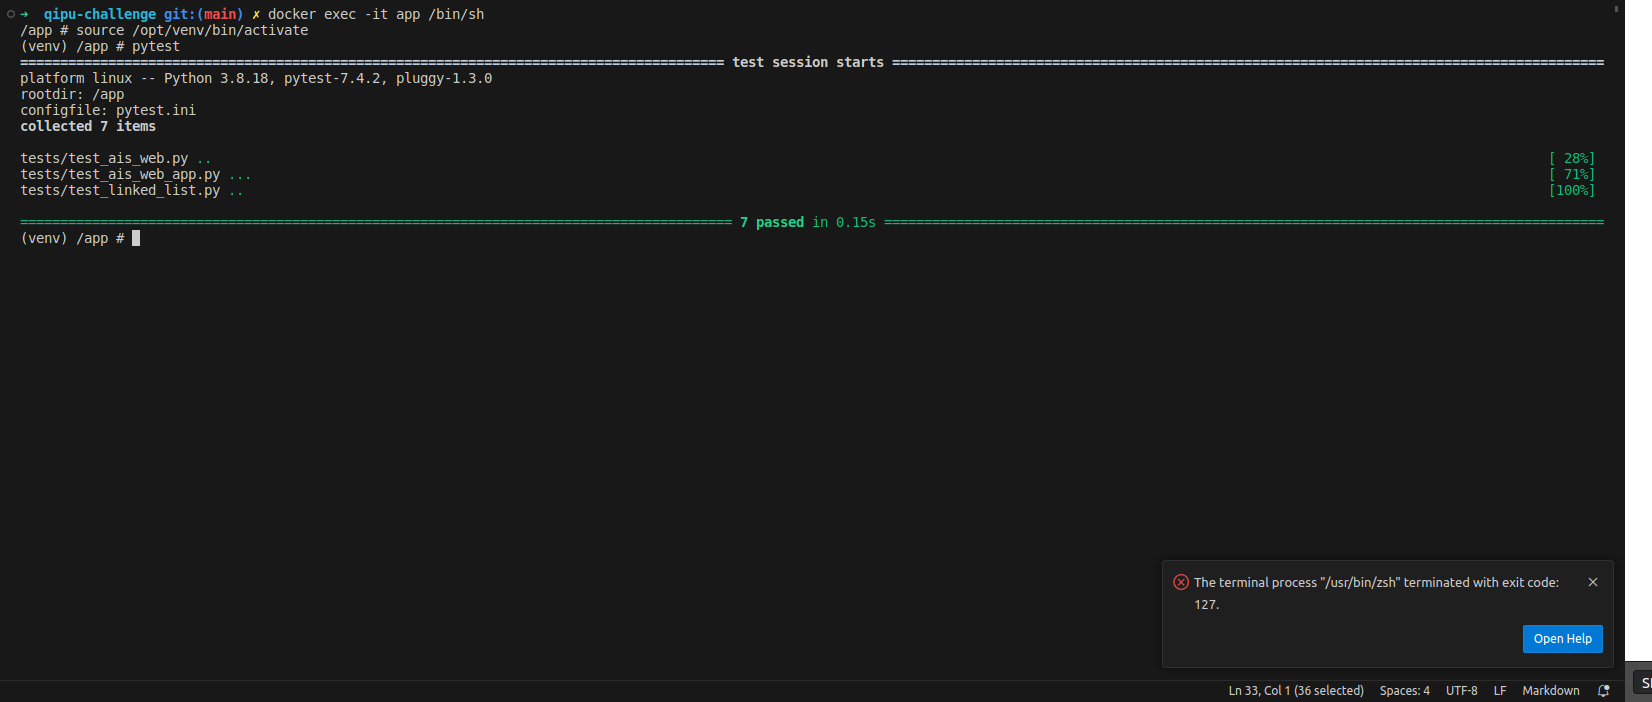 ➜ qipu-challenge git:(main) ✗ docker exec -it app /bin/sh
/app # source /opt/venv/bin/activate
(venv) /app # pytest
======================================================================================== test session starts =========================================================================================
platform linux -- Python 3.8.18, pytest-7.4.2, pluggy-1.3.0
rootdir: /app
configfile: pytest.ini
collected 7 items
tests/test_ais_web.py .. [ 28%]
tests/test_ais_web_app.py ... [ 71%]
tests/test_linked_list.py .. [100%]
========================================================================================= 7 passed in 0.15s ==========================================================================================
(venv) /app #
The terminal process "/usr/bin/zsh" terminated with exit code:
127.
Open Help
Ln 33, Col 1 (36 selected) Spaces: 4 UTF-8 LF Markdown